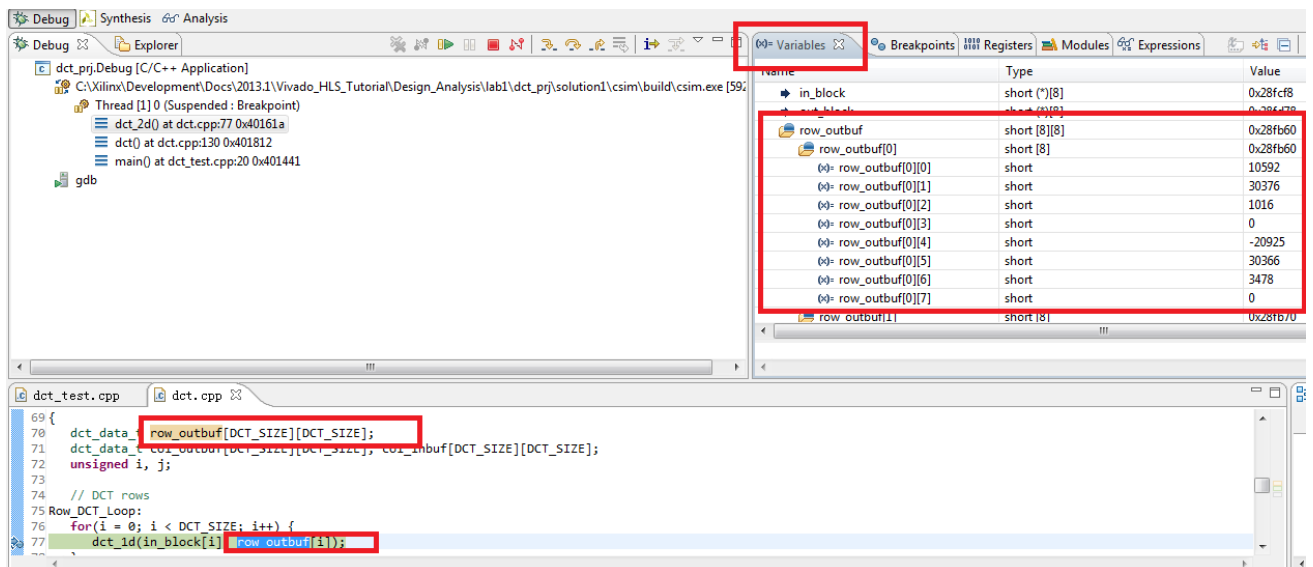 Debug Synthesis Analysis
Debug Explorer
dct_prj.Debug [C/C++ Application]
C:\Xilinx\Development\Docs\2013.1\Vivado_HLS_Tutorial\Design_Analysis\lab1\dct_prj\solution1\csim\build\csim.exe [592
Thread [1] 0 (Suspended : Breakpoint)
dct_2d() at dct.cpp:77 0x40161a
dct() at dct.cpp:130 0x401812
main() at dct_test.cpp:20 0x401441
gdb
(x)= Variables Breakpoints Registers Modules Expressions
Name Type Value
in_block short (*)[8] 0x28fcf8
out_block short (*)[8] 0x28fd78
row_outbuf short [8][8] 0x28fb60
row_outbuf[0] short [8] 0x28fb60
(x)= row_outbuf[0][0] short 10592
(x)= row_outbuf[0][1] short 30376
(x)= row_outbuf[0][2] short 1016
(x)= row_outbuf[0][3] short 0
(x)= row_outbuf[0][4] short -20925
(x)= row_outbuf[0][5] short 30366
(x)= row_outbuf[0][6] short 3478
(x)= row_outbuf[0][7] short 0
row_outbuf[1] short [8] 0x28fb70
dct_test.cpp dct.cpp
69 {
70 dct_data_t row_outbuf[DCT_SIZE][DCT_SIZE];
71 dct_data_t col_outbuf[DCT_SIZE][DCT_SIZE], col_inbuf[DCT_SIZE][DCT_SIZE];
72 unsigned i, j;
73
74 // DCT rows
75 Row_DCT_Loop:
76 for(i = 0; i < DCT_SIZE; i++) {
77 dct_1d(in_block[i] row_outbuf[i]);